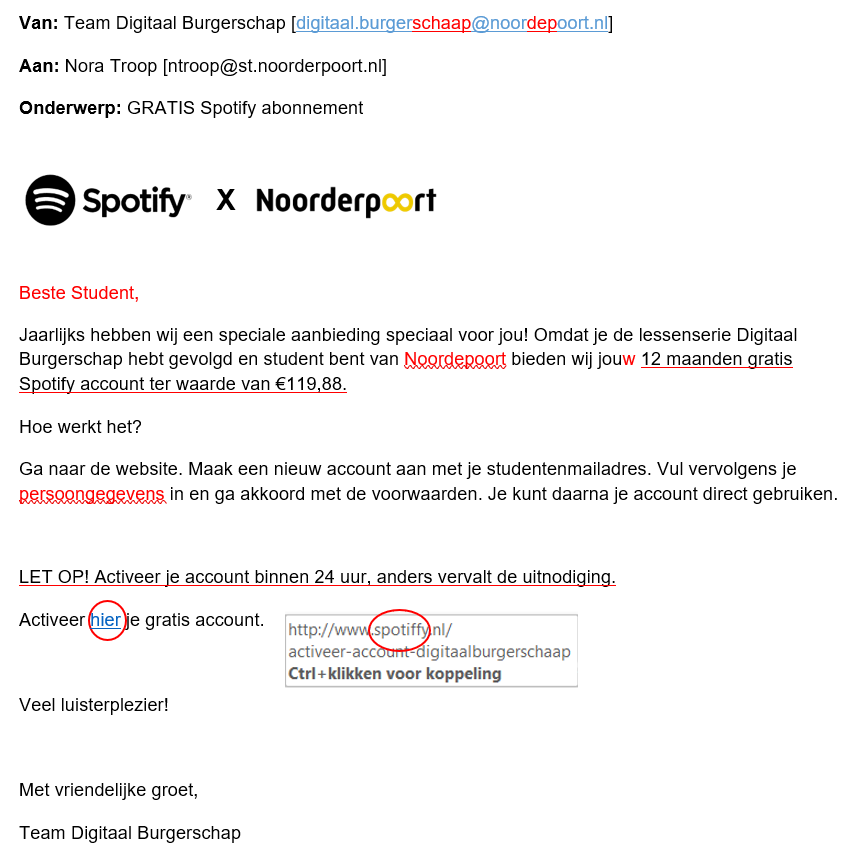 Van: Team Digitaal Burgerschap [digitaal.burgerschaap@noordepoort.nl]
Aan: Nora Troop [ntroop@st.noorderpoort.nl]
Onderwerp: GRATIS Spotify abonnement
Spotify® X Noorderpoort
Beste Student,
Jaarlijks hebben wij een speciale aanbieding speciaal voor jou! Omdat je de lessenserie Digitaal
Burgerschap hebt gevolgd en student bent van Noordepoort bieden wij jouw 12 maanden gratis
Spotify account ter waarde van €119,88.
Hoe werkt het?
Ga naar de website. Maak een nieuw account aan met je studentenmailadres. Vul vervolgens je
persoongegevens in en ga akkoord met de voorwaarden. Je kunt daarna je account direct gebruiken.
LET OP! Activeer je account binnen 24 uur, anders vervalt de uitnodiging.
Activeer hier je gratis account.
http://www.spotiffy.nl/
activeer-account-digitaalburgerschaap
Ctrl+klikken voor koppeling
Veel luisterplezier!
Met vriendelijke groet,
Team Digitaal Burgerschap